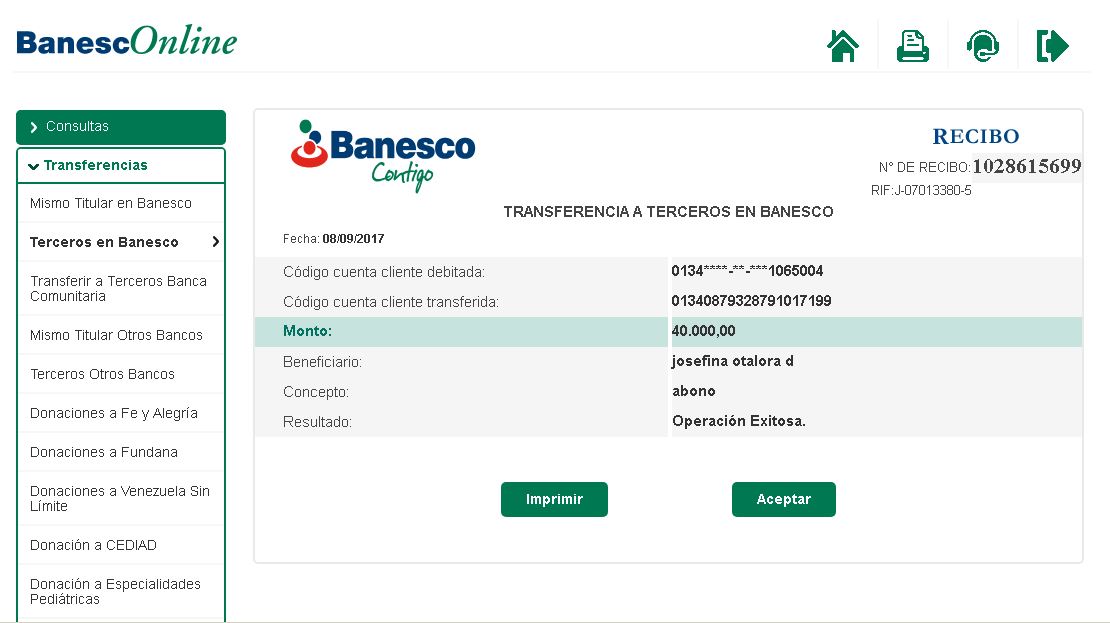 BanescOnline
Consultas
Transferencias
Mismo Titular en Banesco
Terceros en Banesco
Transferir a Terceros Banca
Comunitaria
Mismo Titular Otros Bancos
Terceros Otros Bancos
Donaciones a Fe y Alegría
Donaciones a Fundana
Donaciones a Venezuela Sin
Límite
Donación a CEDIAD
Donación a Especialidades
Pediátricas
Banesco
Contigo
RECIBO
N° DE RECIBO: 1028615699
RIF:J-07013380-5
TRANSFERENCIA A TERCEROS EN BANESCO
Fecha: 08/09/2017
Código cuenta cliente debitada: 0134****-**-***1065004
Código cuenta cliente transferida: 01340879328791017199
Monto: 40.000,00
Beneficiario: josefina otalora d
Concepto: abono
Resultado: Operación Exitosa.
Imprimir Aceptar